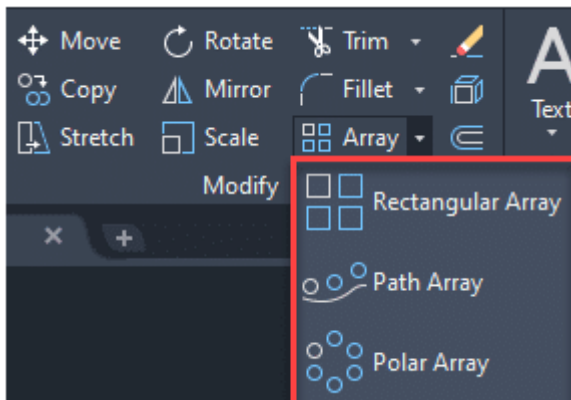 Move Rotate Trim
Copy Mirror Fillet
Text
Stretch Scale Array
Modify
Rectangular Array
Path Array
Polar Array